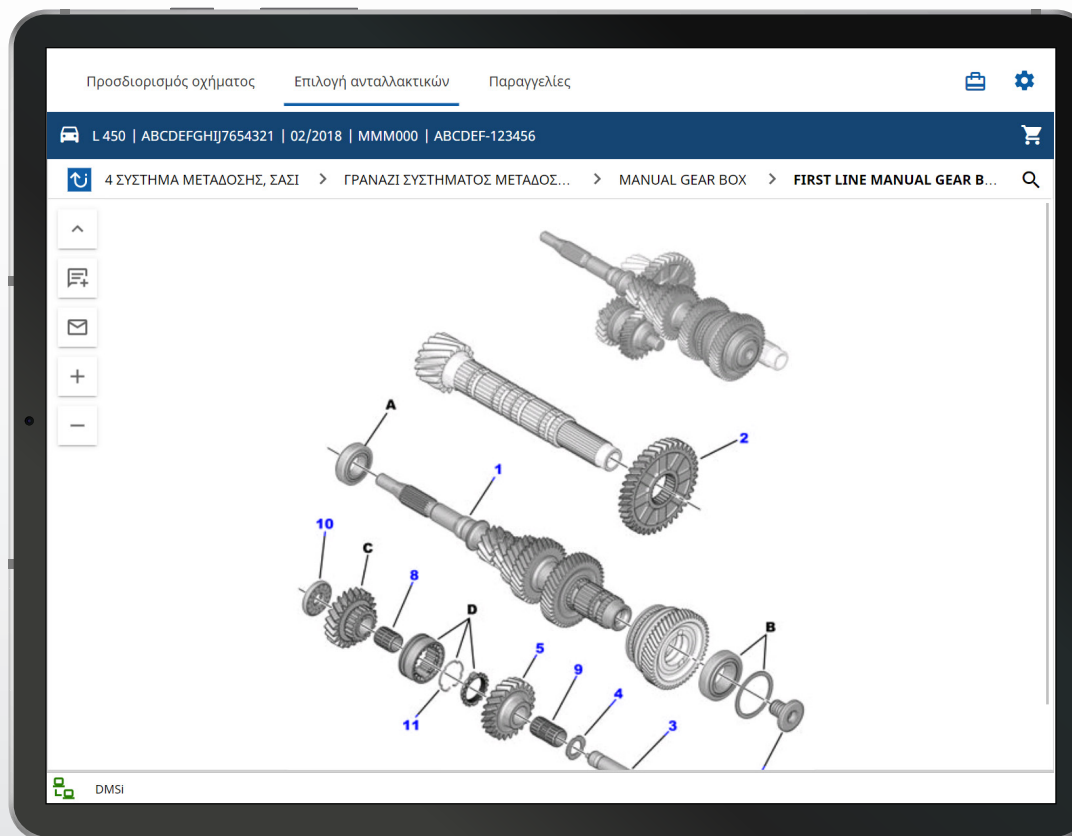 Προσδιορισμός οχήματος Επιλογή ανταλλακτικών Παραγγελίες
L 450 | ABCDEFGHIJ7654321 | 02/2018 | MMM000 | ABCDEF-123456
4 ΣΥΣΤΗΜΑ ΜΕΤΑΔΟΣΗΣ, ΣΑΣΙ > ΓΡΑΝΑΖΙ ΣΥΣΤΗΜΑΤΟΣ ΜΕΤΑΔΟΣ... > MANUAL GEAR BOX > FIRST LINE MANUAL GEAR B...
A
2
1
10
C
8
D
B
5
9
4
11
3
DMSi